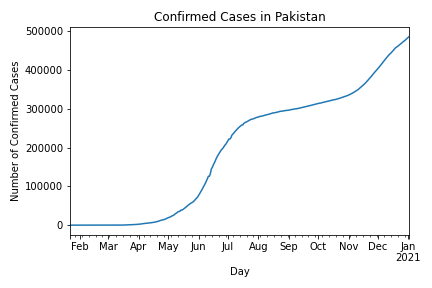 Confirmed Cases in Pakistan
Number of Confirmed Cases
500000
400000
300000
200000
100000
0
Feb Mar Apr May Jun Jul Aug Sep Oct Nov Dec Jan
2021
Day